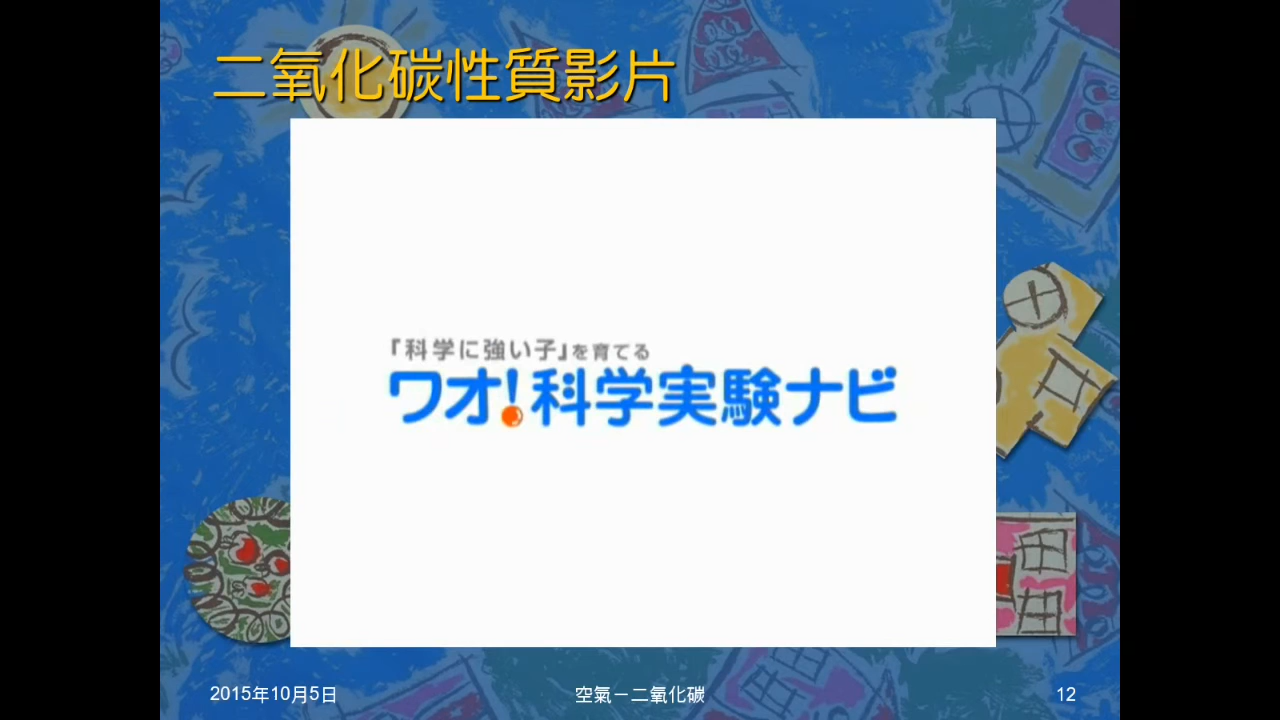 二氧化碳性質影片
『科学に強い子』を育てる
ワオ!科学実験ナビ
2015年10月5日
空氣－二氧化碳
12